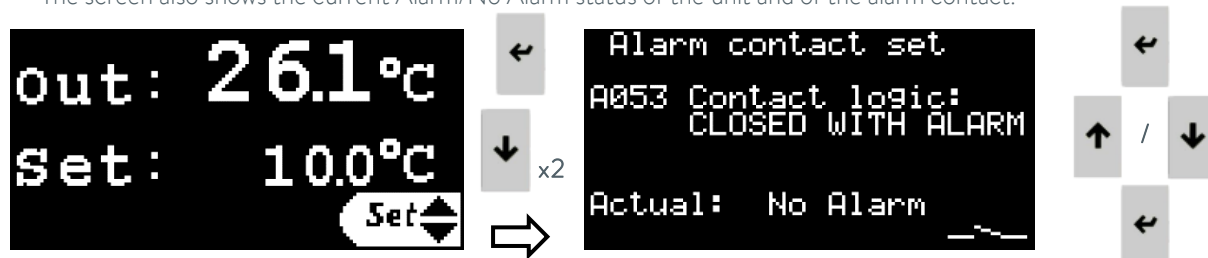 The screen also shows the current Alarm/No Alarm status of the unit and of the alarm contact.
out: 26.1°C
Set: 10.0°C
Set
x2
Alarm contact set
A053 Contact logic:
CLOSED WITH ALARM
Actual: No Alarm
/